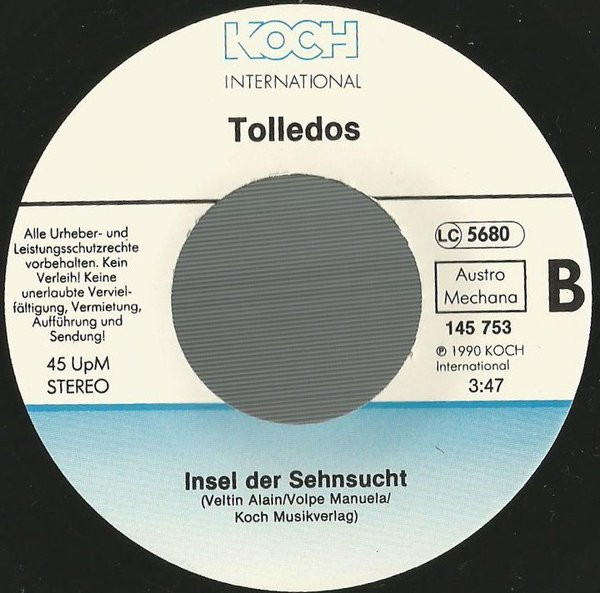 KOCH
INTERNATIONAL
Tolledos
Alle Urheber- und
Leistungsschutzrechte
vorbehalten. Kein
Verleih! Keine
unerlaubte Verviel-
fältigung, Vermietung,
Aufführung und
Sendung!
45 UpM
STEREO
LC 5680
Austro
Mechana
B
145 753
℗ 1990 KOCH
International
3:47
Insel der Sehnsucht
(Veltin Alain/Volpe Manuela/
Koch Musikverlag)